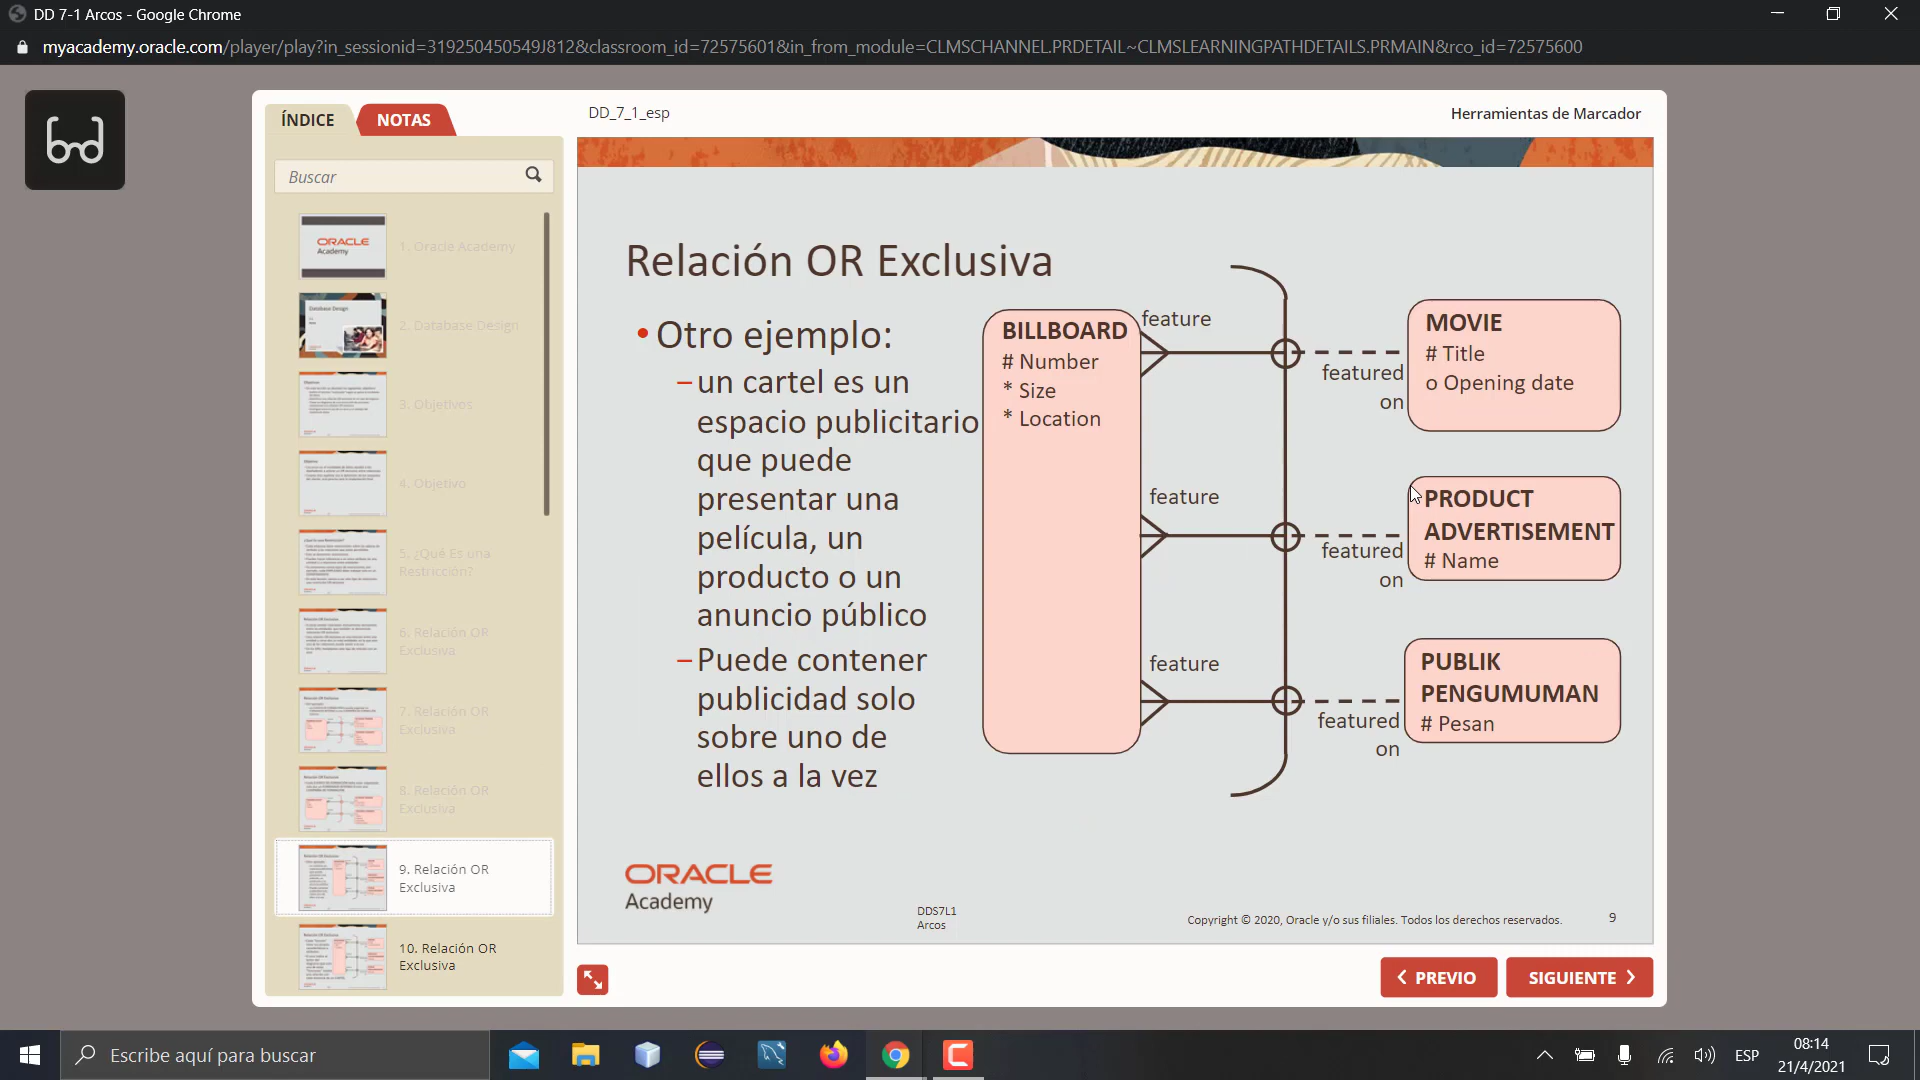 DD 7-1 Arcos - Google Chrome
myacademy.oracle.com/player/play?in_sessionid=319250450549J812&classroom_id=72575601&in_from_module=CLMSCHANNEL.PRDETAIL~CLMSLEARNINGPATHDETAILS.PRMAIN&rco_id=72575600
ÍNDICE
NOTAS
DD_7_1_esp
Herramientas de Marcador
Buscar
1. Oracle Academy
2. Database Design
3. Objetivos
4. Objetivo
5. ¿Qué Es una
Restricción?
6. Relación OR
Exclusiva
7. Relación OR
Exclusiva
8. Relación OR
Exclusiva
9. Relación OR
Exclusiva
10. Relación OR
Exclusiva
Relación OR Exclusiva
• Otro ejemplo:
– un cartel es un
espacio publicitario
que puede
presentar una
película, un
producto o un
anuncio público
– Puede contener
publicidad solo
sobre uno de
ellos a la vez
BILLBOARD
# Number
* Size
* Location
feature
featured
on
MOVIE
# Title
o Opening date
feature
featured
on
PRODUCT
ADVERTISEMENT
# Name
feature
featured
on
PUBLIK
PENGUMUMAN
# Pesan
ORACLE
Academy
DDS7L1
Arcos
Copyright © 2020, Oracle y/o sus filiales. Todos los derechos reservados.
9
PREVIO
SIGUIENTE
Escribe aquí para buscar
ESP
08:14
21/4/2021